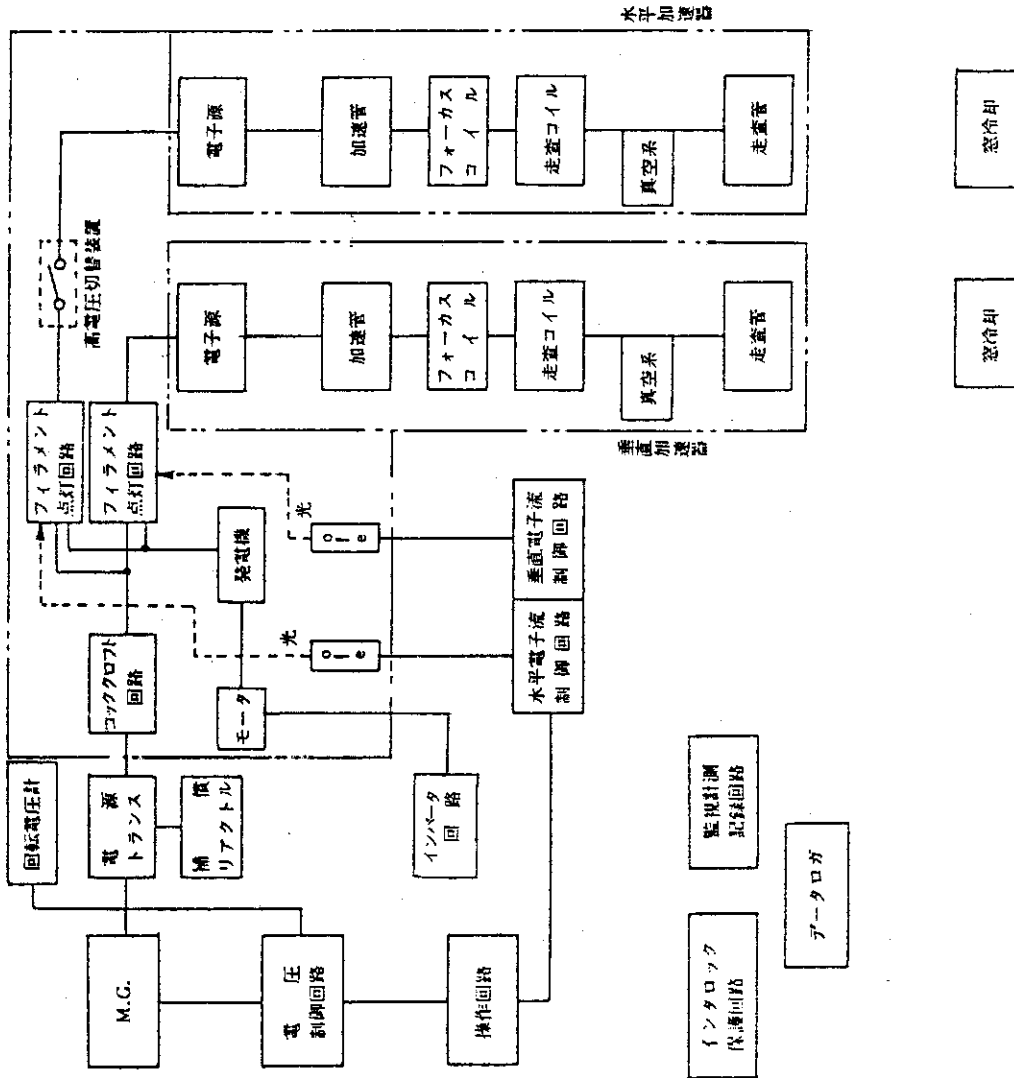 水平加速器
電子源
加速管
フォーカス
コイル
走査コイル
真空系
走査管
窓冷却
高電圧切替装置
電子源
加速管
フォーカス
コイル
走査コイル
真空系
走査管
窓冷却
垂直加速器
フィラメント
点灯回路
フィラメント
点灯回路
発電機
光
o/e
垂直電子流
制御回路
コッククロフト
回路
モータ
光
o/e
水平電子流
制御回路
回転電圧計
電源
トランス
補償
リアクトル
インバータ
回路
監視計測
記録回路
データロガ
M.G.
電圧
制御回路
操作回路
インタロック
保護回路